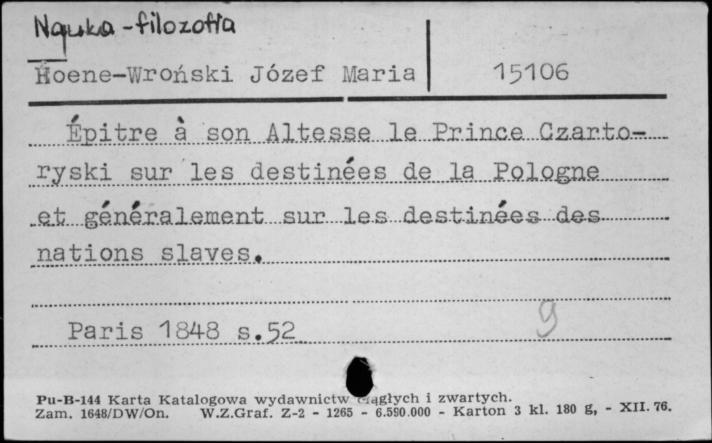 Nauka - filozofia
Hoene-Wroński Józef Maria 15106
Épitre à son Altesse le Prince Czarto-
ryski sur les destinées de la Pologne
et généralement sur les destinées des
nations slaves.
Paris 1848 s.52 9
Pu-B-144 Karta Katalogowa wydawnictw ciągłych i zwartych.
Zam. 1648/DW/On. W.Z.Graf. Z-2 - 1265 - 6.590.000 - Karton 3 kl. 180 g, - XII. 76.